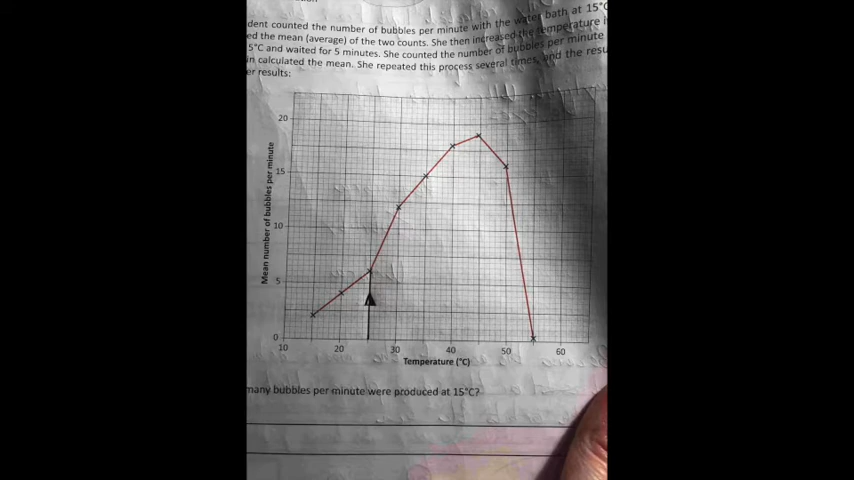 dent counted the number of bubbles per minute with the water bath at 15°C
ed the mean (average) of the two counts. She then increased the temperature
5°C and waited for 5 minutes. She counted the number of bubbles per minute
in calculated the mean. She repeated this process several times, and the resu
er results:
20
15
10
5
0
Mean number of bubbles per minute
10 20 30 40 50 60
Temperature (°C)
many bubbles per minute were produced at 15°C?